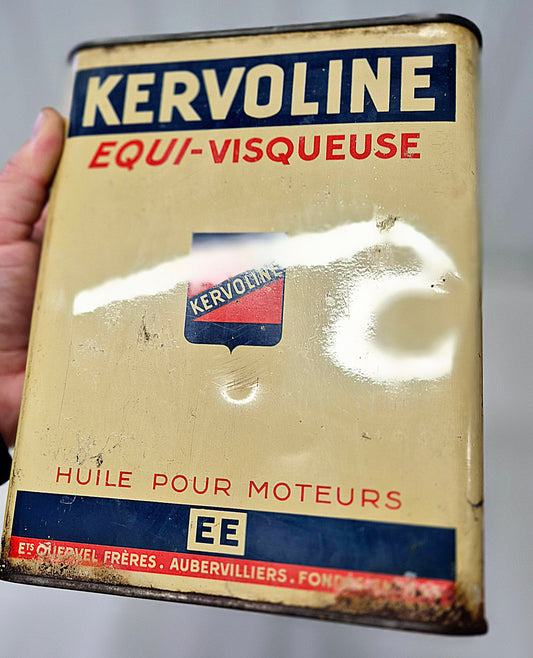 KERVOLINE
EQUI-VISQUEUSE
KERVOLINE
HUILE POUR MOTEURS
EE
ETS QUERVEL FRÈRES. AUBERVILLIERS.